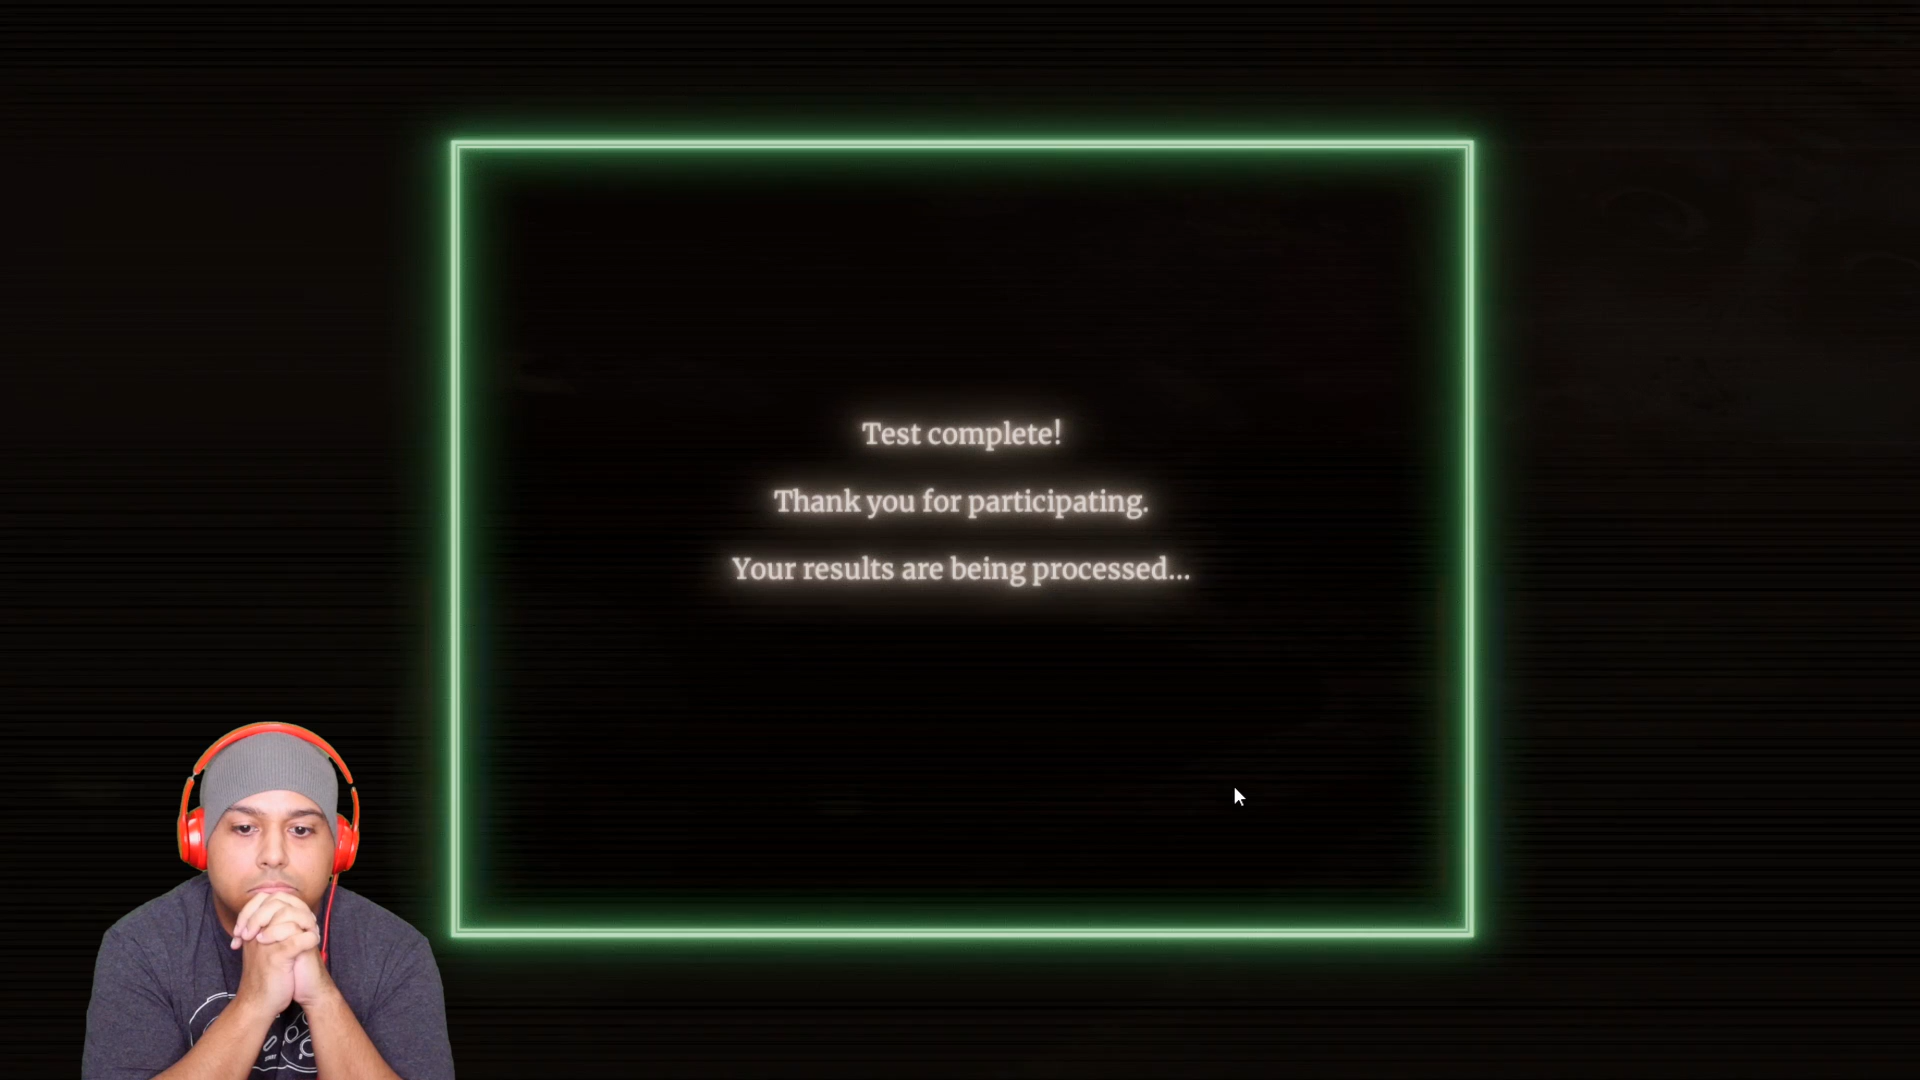 Test complete!
Thank you for participating.
Your results are being processed...